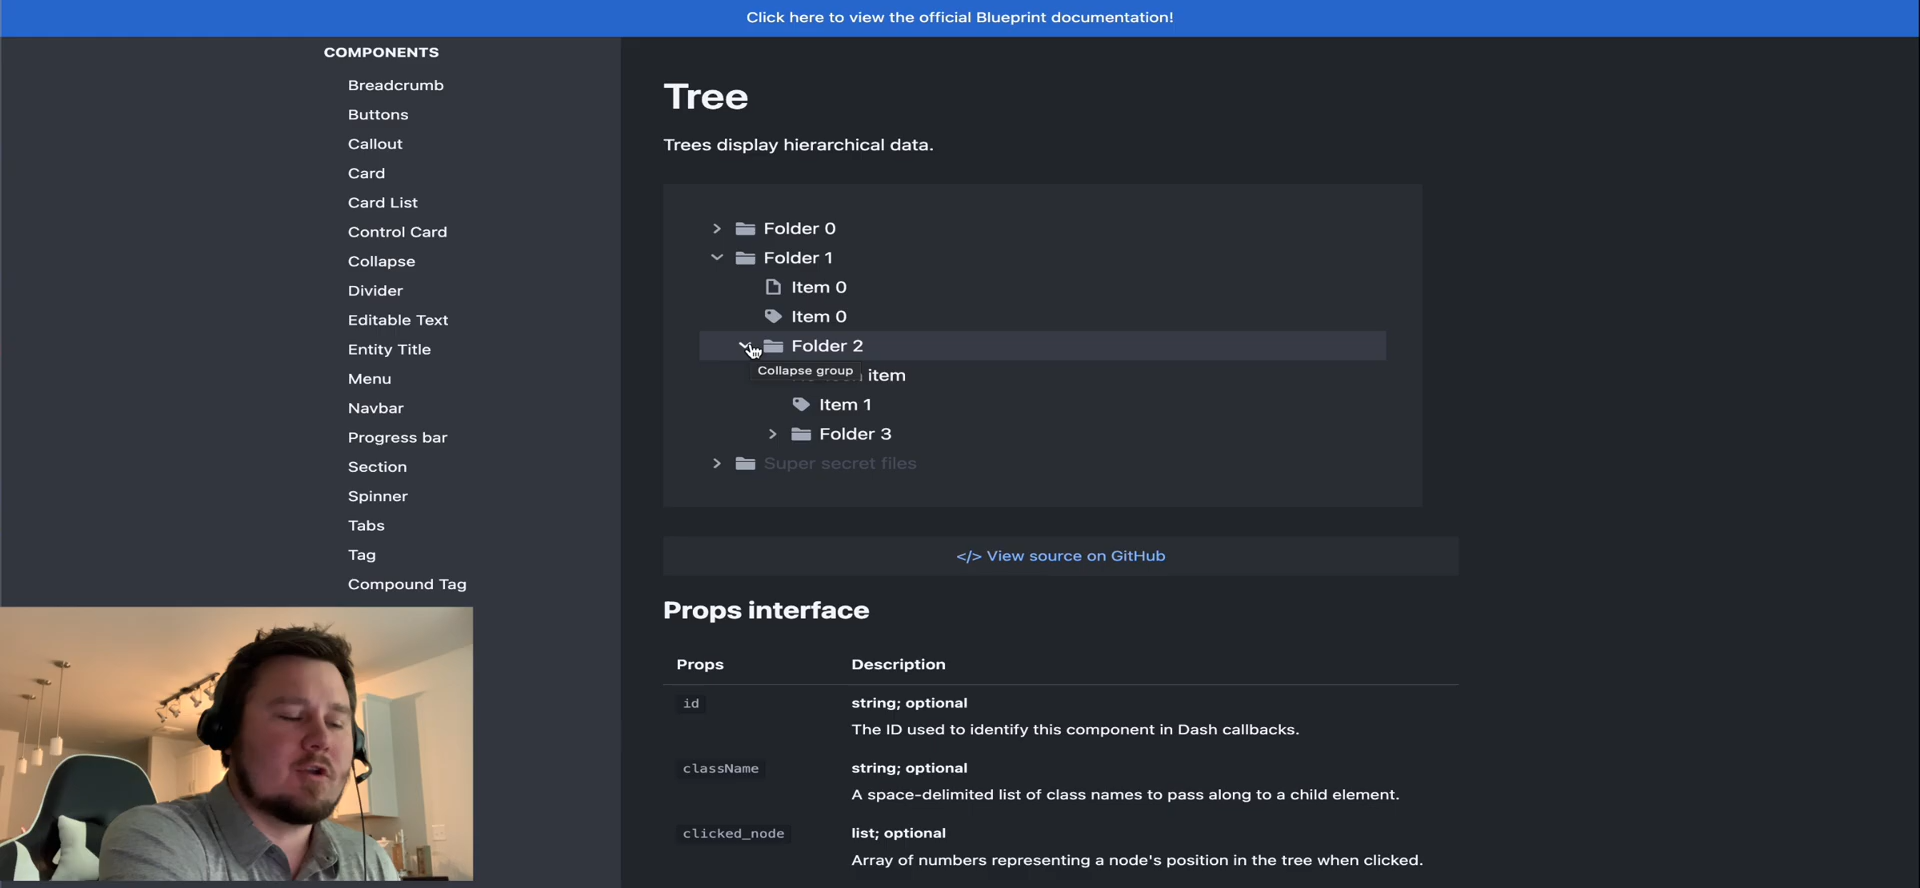 Click here to view the official Blueprint documentation!
COMPONENTS
Breadcrumb
Buttons
Callout
Card
Card List
Control Card
Collapse
Divider
Editable Text
Entity Title
Menu
Navbar
Progress bar
Section
Spinner
Tabs
Tag
Compound Tag
Tree
Trees display hierarchical data.
Folder 0
Folder 1
Item 0
Item 0
Folder 2
Collapse group
item
Item 1
Folder 3
Super secret files
</> View source on GitHub
Props interface
Props Description
id string; optional
The ID used to identify this component in Dash callbacks.
className string; optional
A space-delimited list of class names to pass along to a child element.
clicked_node list; optional
Array of numbers representing a node's position in the tree when clicked.